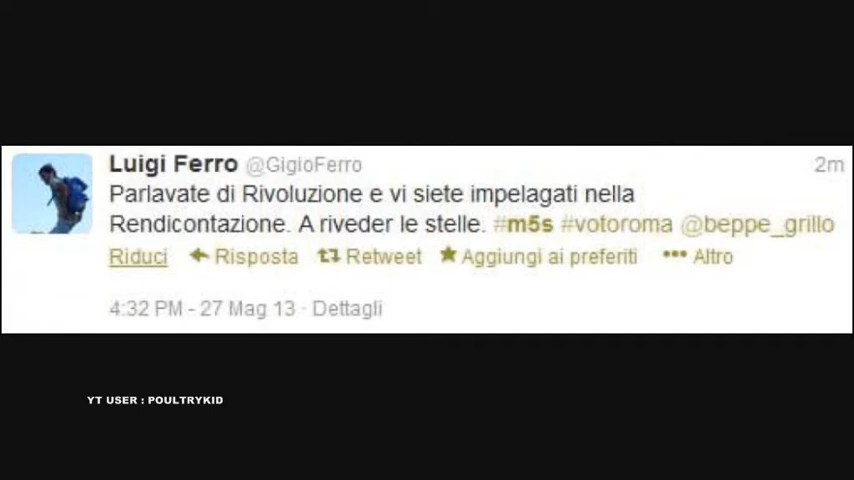 Luigi Ferro @GigioFerro 2m
Parlavate di Rivoluzione e vi siete impelagati nella
Rendicontazione. A riveder le stelle. #m5s #votoroma @beppe_grillo
Riduci Risposta Retweet Aggiungi ai preferiti ••• Altro
4:32 PM - 27 Mag 13 · Dettagli
YT USER : POULTRYKID